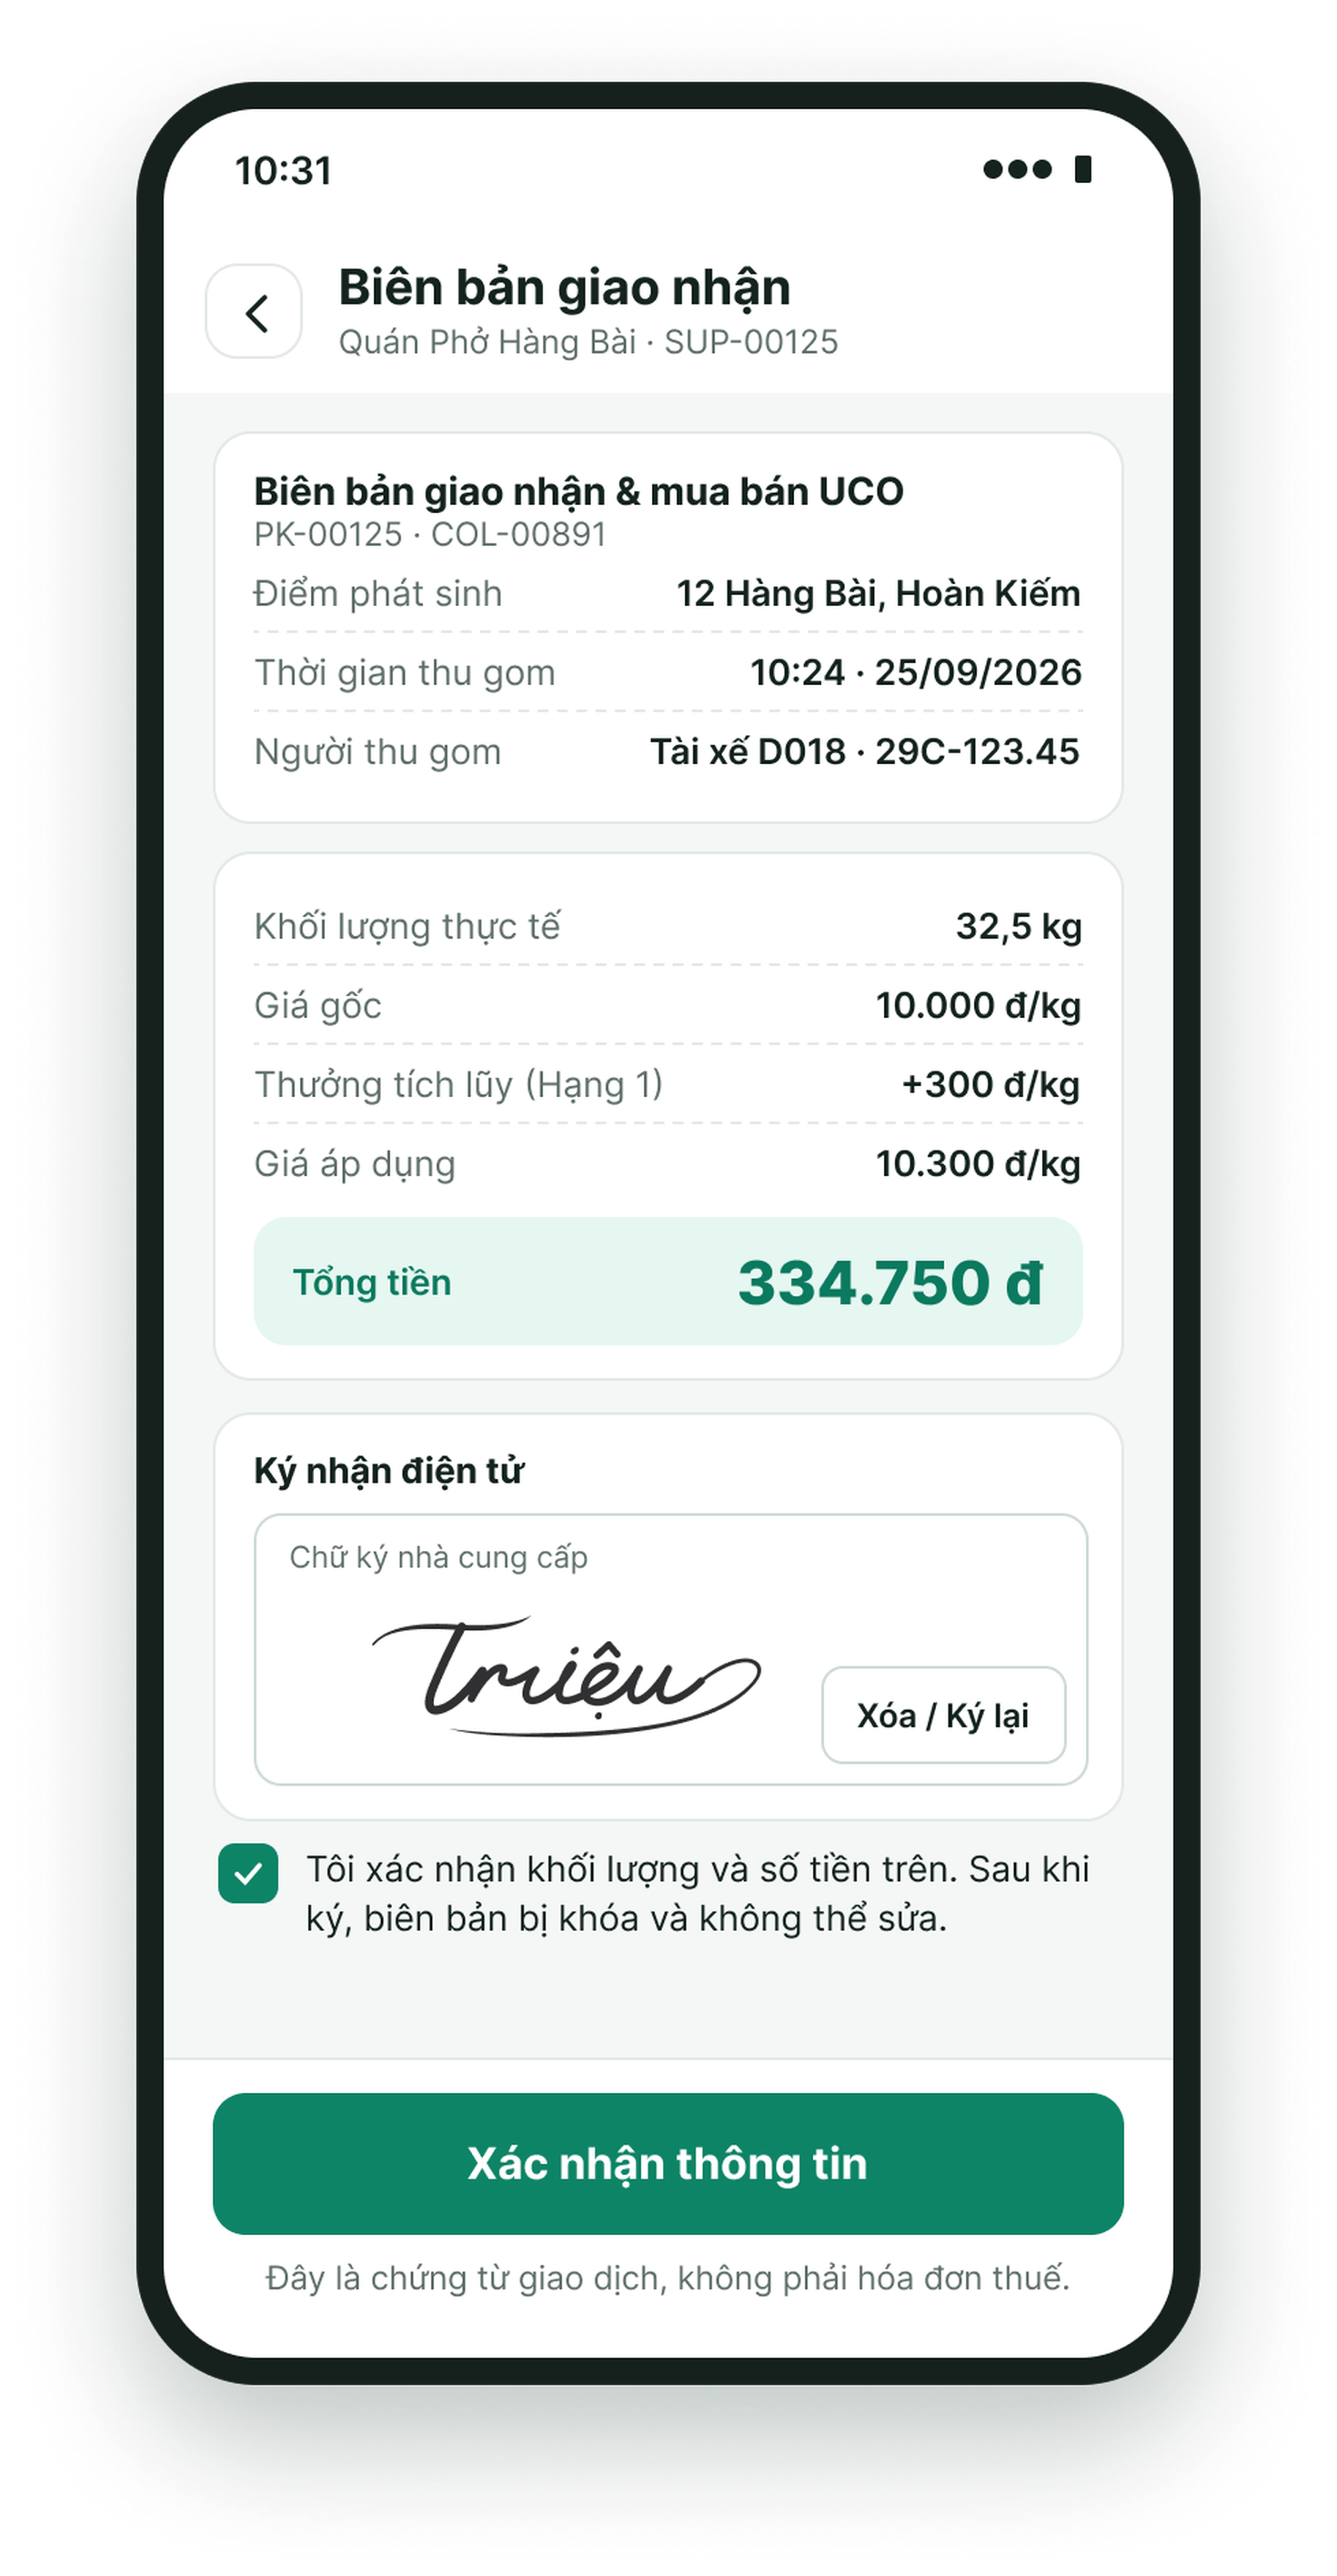 10:31
Biên bản giao nhận
Quán Phở Hàng Bài · SUP-00125
Biên bản giao nhận & mua bán UCO
PK-00125 · COL-00891
Điểm phát sinh 12 Hàng Bài, Hoàn Kiếm
Thời gian thu gom 10:24 · 25/09/2026
Người thu gom Tài xế D018 · 29C-123.45
Khối lượng thực tế 32,5 kg
Giá gốc 10.000 đ/kg
Thưởng tích lũy (Hạng 1) +300 đ/kg
Giá áp dụng 10.300 đ/kg
Tổng tiền 334.750 đ
Ký nhận điện tử
Chữ ký nhà cung cấp
Triệu
Xóa / Ký lại
Tôi xác nhận khối lượng và số tiền trên. Sau khi
ký, biên bản bị khóa và không thể sửa.
Xác nhận thông tin
Đây là chứng từ giao dịch, không phải hóa đơn thuế.